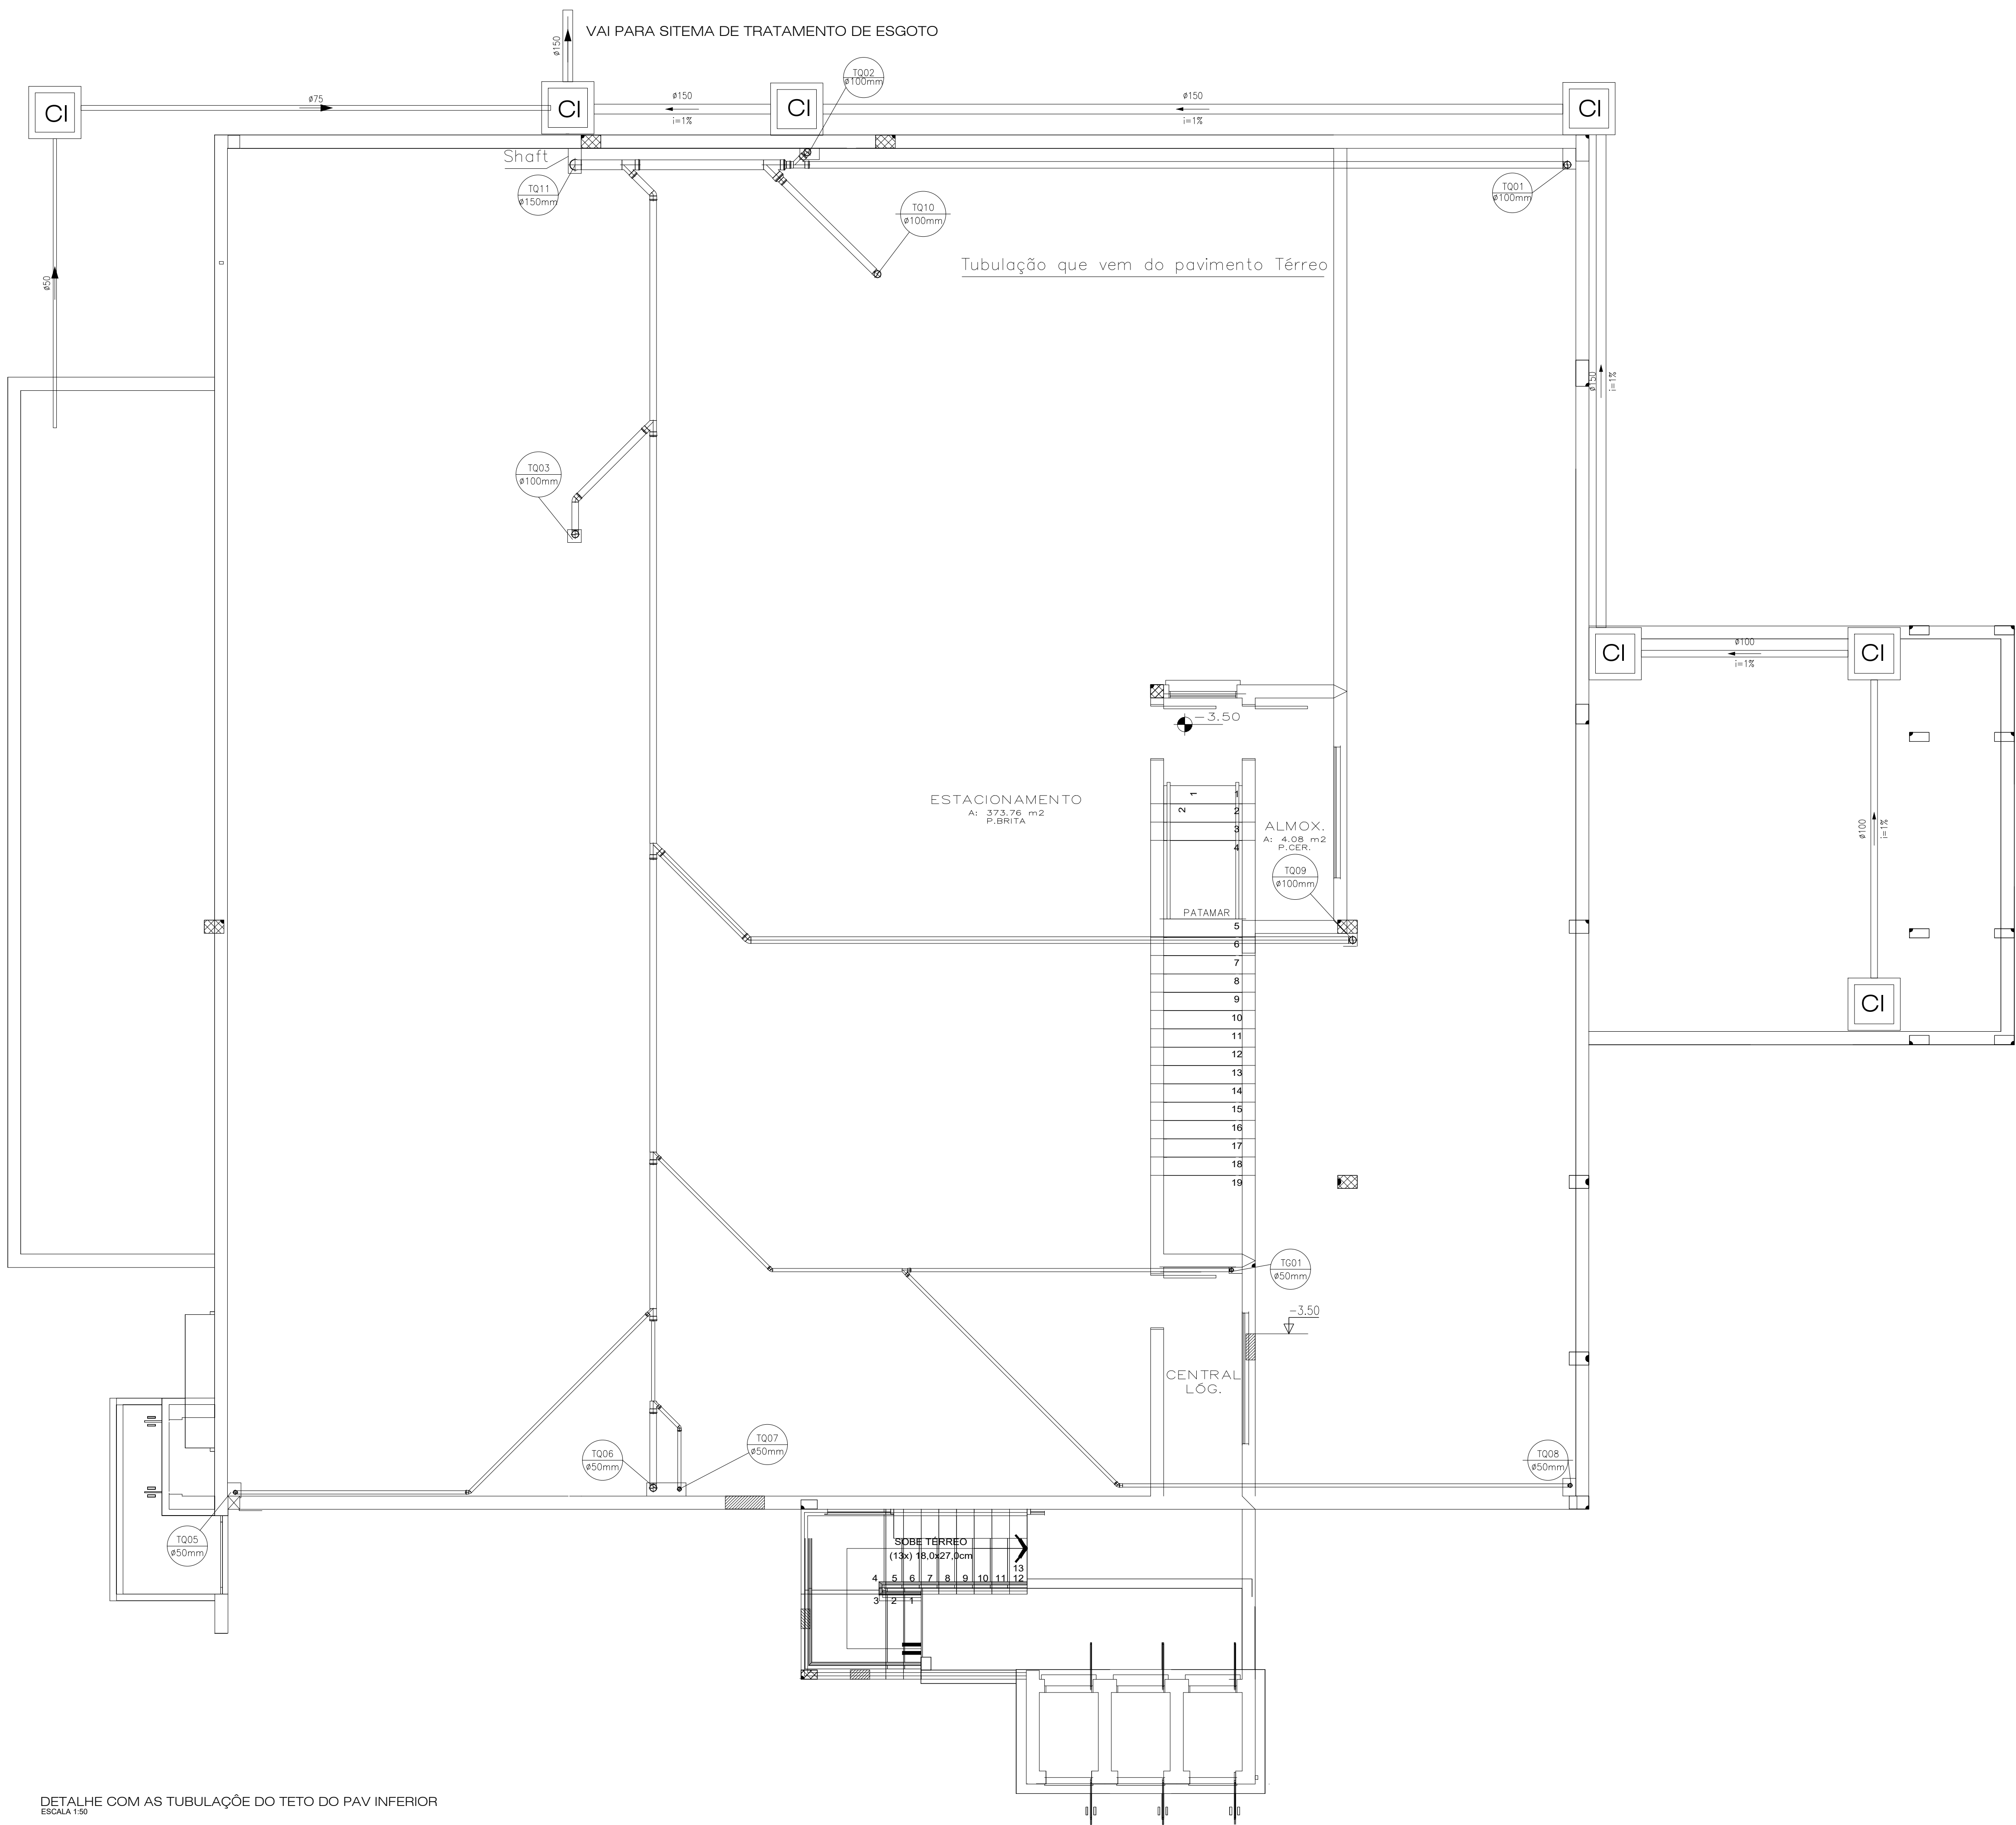 VAI PARA SITEMA DE TRATAMENTO DE ESGOTO
ø150
TQ02
ø100mm
CI
ø75
CI
ø150
i=1%
CI
ø150
i=1%
CI
Shaft
TQ11
ø150mm
TQ10
ø100mm
TQ01
ø100mm
Tubulação que vem do pavimento Térreo
ø50
ø150
i=1%
TQ03
ø100mm
CI
ø100
i=1%
CI
-3.50
ESTACIONAMENTO
A: 373.76 m2
P.BRITA
1
2
1
2
3
4
ALMOX.
A: 4.08 m2
P.CER.
ø100
i=1%
TQ09
ø100mm
PATAMAR
5
6
7
8
9
10
11
12
13
14
15
16
17
18
19
CI
TG01
ø50mm
-3.50
CENTRAL
LÓG.
TQ06
ø50mm
TQ07
ø50mm
TQ08
ø50mm
TQ05
ø50mm
SOBE TÉRREO
(13x) 18,0x27,0cm
13
4 5 6 7 8 9 10 11 12
3 2 1
DETALHE COM AS TUBULAÇÔE DO TETO DO PAV INFERIOR
ESCALA 1:50